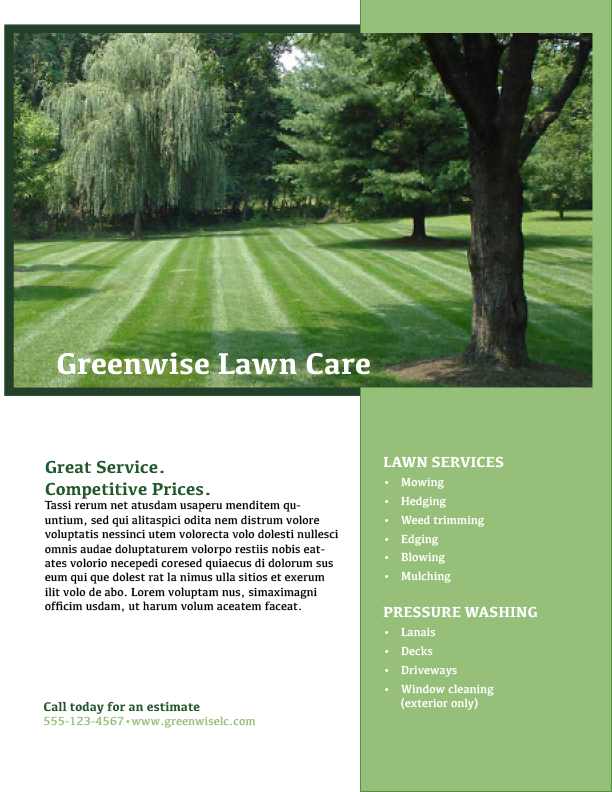 Greenwise Lawn Care
Great Service.
Competitive Prices.
Tassi rerum net atusdam usaperu menditem qu-
untium, sed qui alitaspici odita nem distrum volore
voluptatis nessinci utem volorecta volo dolesti nullesci
omnis audae doluptaturem volorpo restiis nobis eat-
ates volorio necepedi coresed quiaecus di dolorum sus
eum qui que dolest rat la nimus ulla sitios et exerum
ilit volo de abo. Lorem voluptam nus, simaximagni
officim usdam, ut harum volum aceatem faceat.
Call today for an estimate
555-123-4567•www.greenwiselc.com
LAWN SERVICES
• Mowing
• Hedging
• Weed trimming
• Edging
• Blowing
• Mulching
PRESSURE WASHING
• Lanais
• Decks
• Driveways
• Window cleaning
(exterior only)